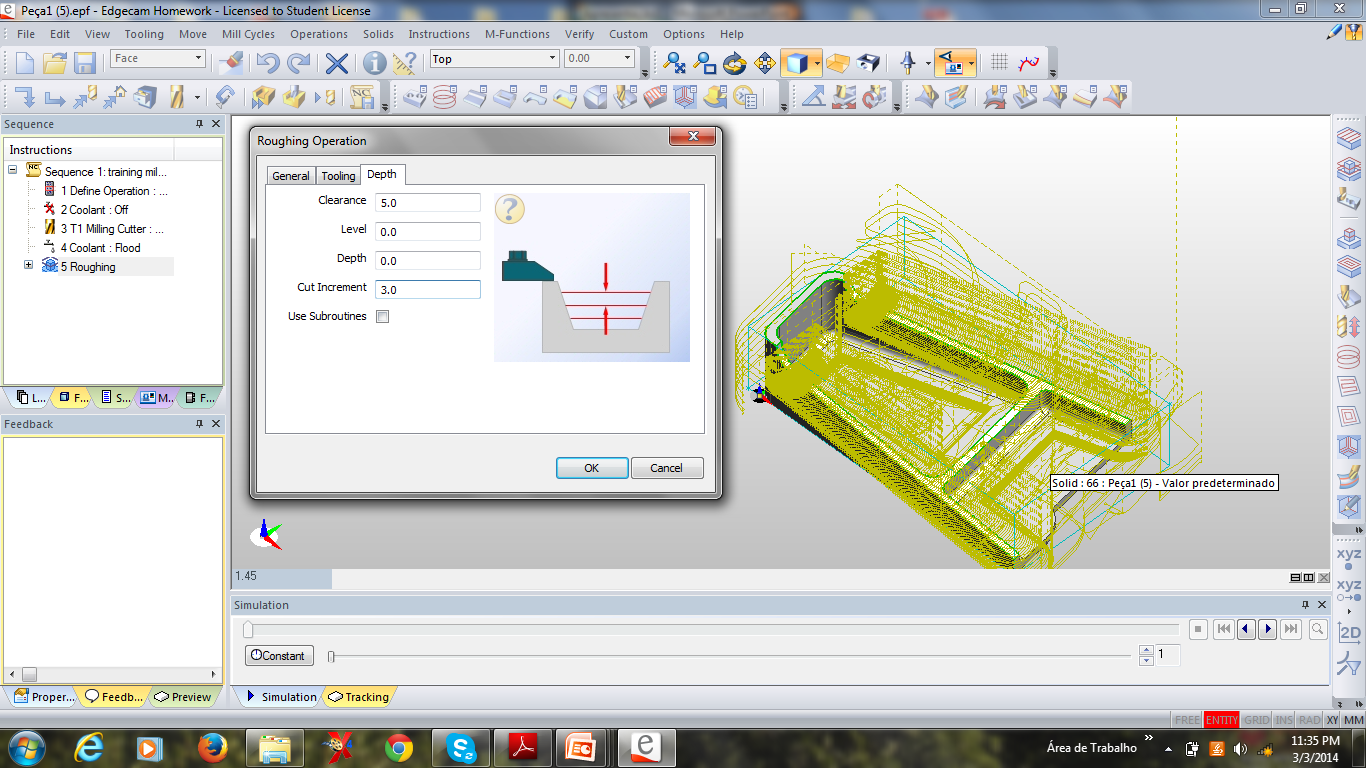 Peça1 (5).epf - Edgecam Homework - Licensed to Student License
File Edit View Tooling Move Mill Cycles Operations Solids Instructions M-Functions Verify Custom Options Help
Face Top 0.00
Sequence
Instructions
Sequence 1: training mil...
1 Define Operation : ...
2 Coolant : Off
3 T1 Milling Cutter : ...
4 Coolant : Flood
5 Roughing
L... F... S... M.. F...
Feedback
Proper... Feedb... Preview
Roughing Operation
General Tooling Depth
Clearance 5.0
Level 0.0
Depth 0.0
Cut Increment 3.0
Use Subroutines
OK Cancel
Solid : 66 : Peça1 (5) - Valor predeterminado
1.45
Simulation
Constant 1
Simulation Tracking
xyz
xyz
2D
FREE ENTITY GRID INS RAD XY MM
Área de Trabalho
11:35 PM
3/3/2014